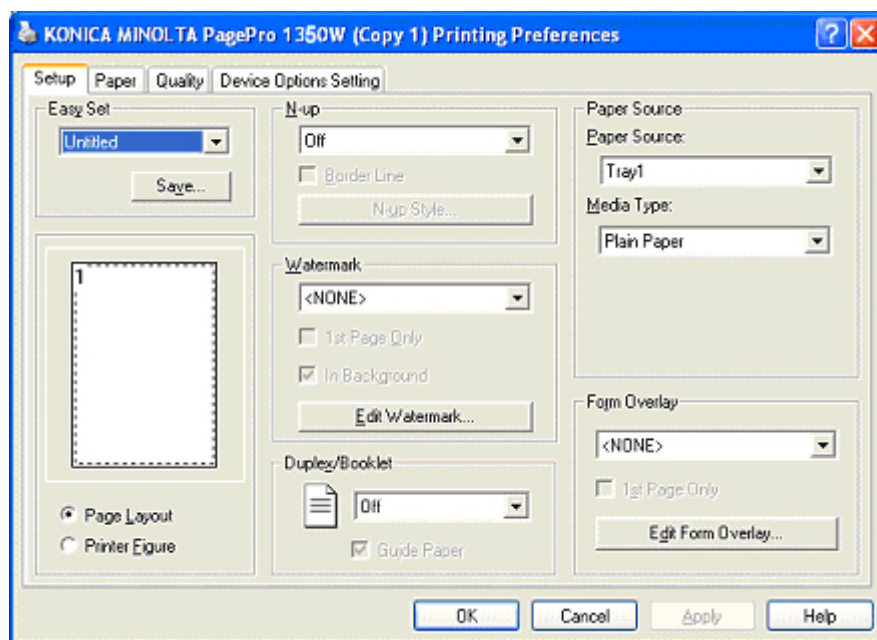 KONICA MINOLTA PagePro 1350W (Copy 1) Printing Preferences
Setup
Paper
Quality
Device Options Setting
Easy Set
Untitled
Save...
1
Page Layout
Printer Figure
N-up
Off
Border Line
N-up Style...
Watermark
<NONE>
1st Page Only
In Background
Edit Watermark...
Duplex/Booklet
Off
Guide Paper
Paper Source
Paper Source:
Tray1
Media Type:
Plain Paper
Form Overlay
<NONE>
1st Page Only
Edit Form Overlay...
OK
Cancel
Apply
Help